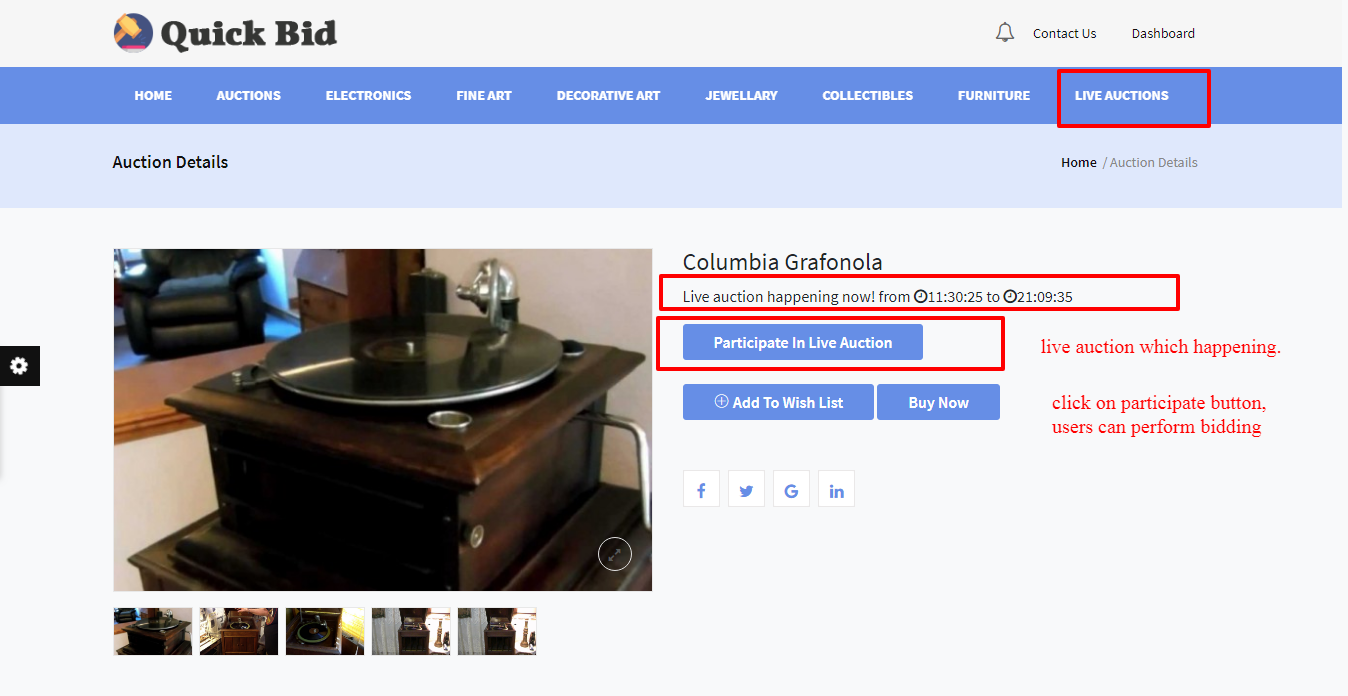 Quick Bid
Contact Us
Dashboard
HOME
AUCTIONS
ELECTRONICS
FINE ART
DECORATIVE ART
JEWELLARY
COLLECTIBLES
FURNITURE
LIVE AUCTIONS
Auction Details
Home / Auction Details
Columbia Grafonola
Live auction happening now! from 11:30:25 to 21:09:35
Participate In Live Auction
live auction which happening.
Add To Wish List
Buy Now
click on participate button,
users can perform bidding